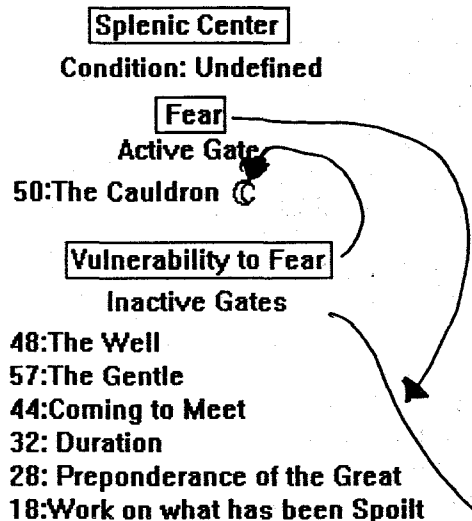 Splenic Center
Condition: Undefined
Fear
Active Gate
50:The Cauldron ☾
Vulnerability to Fear
Inactive Gates
48:The Well
57:The Gentle
44:Coming to Meet
32: Duration
28: Preponderance of the Great
18:Work on what has been Spoilt